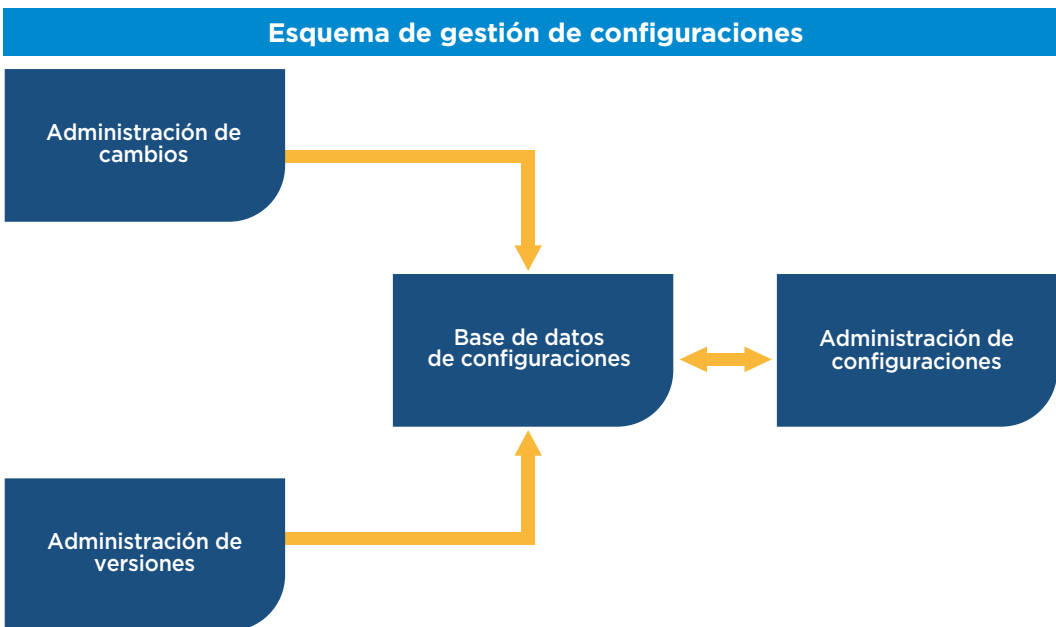 Esquema de gestión de configuraciones
Administración de
cambios
Base de datos
de configuraciones
Administración de
configuraciones
Administración de
versiones